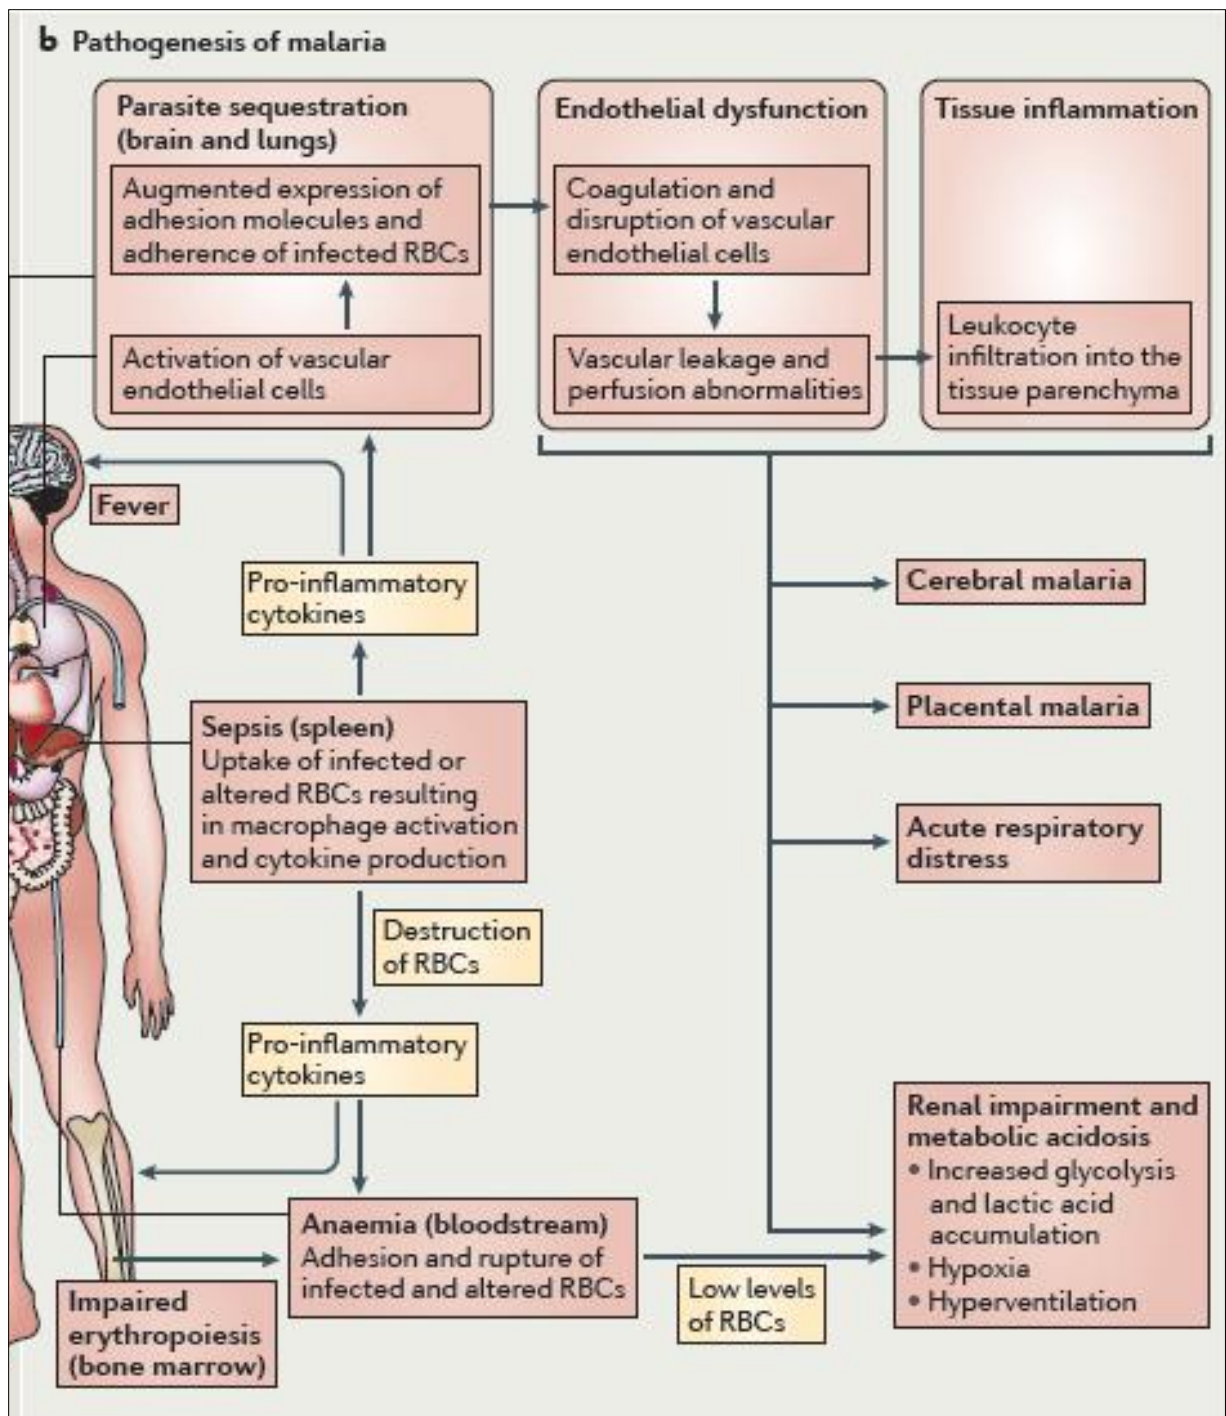 b Pathogenesis of malaria
Parasite sequestration
(brain and lungs)
Augmented expression of
adhesion molecules and
adherence of infected RBCs
Activation of vascular
endothelial cells
Endothelial dysfunction
Coagulation and
disruption of vascular
endothelial cells
Vascular leakage and
perfusion abnormalities
Tissue inflammation
Leukocyte
infiltration into the
tissue parenchyma
Fever
Pro-inflammatory
cytokines
Sepsis (spleen)
Uptake of infected or
altered RBCs resulting
in macrophage activation
and cytokine production
Destruction
of RBCs
Pro-inflammatory
cytokines
Anaemia (bloodstream)
Adhesion and rupture of
infected and altered RBCs
Impaired
erythropoiesis
(bone marrow)
Low levels
of RBCs
Cerebral malaria
Placental malaria
Acute respiratory
distress
Renal impairment and
metabolic acidosis
• Increased glycolysis
and lactic acid
accumulation
• Hypoxia
• Hyperventilation